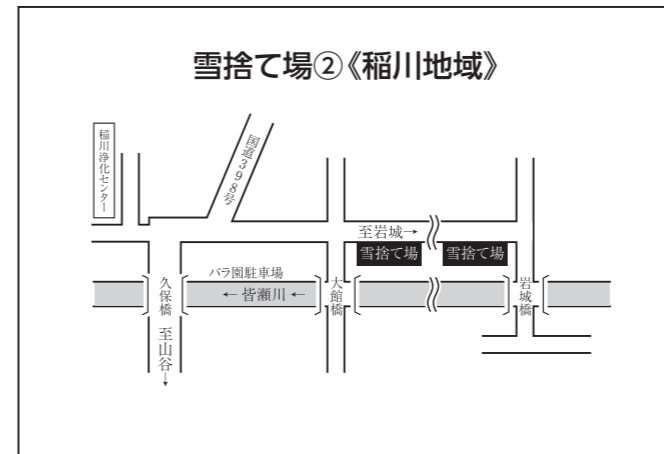 雪捨て場②《稲川地域》
稲川浄化センター
国道398号
至岩城→
雪捨て場
雪捨て場
バラ園駐車場
←皆瀬川←
久保橋
大館橋
岩城橋
至山谷→